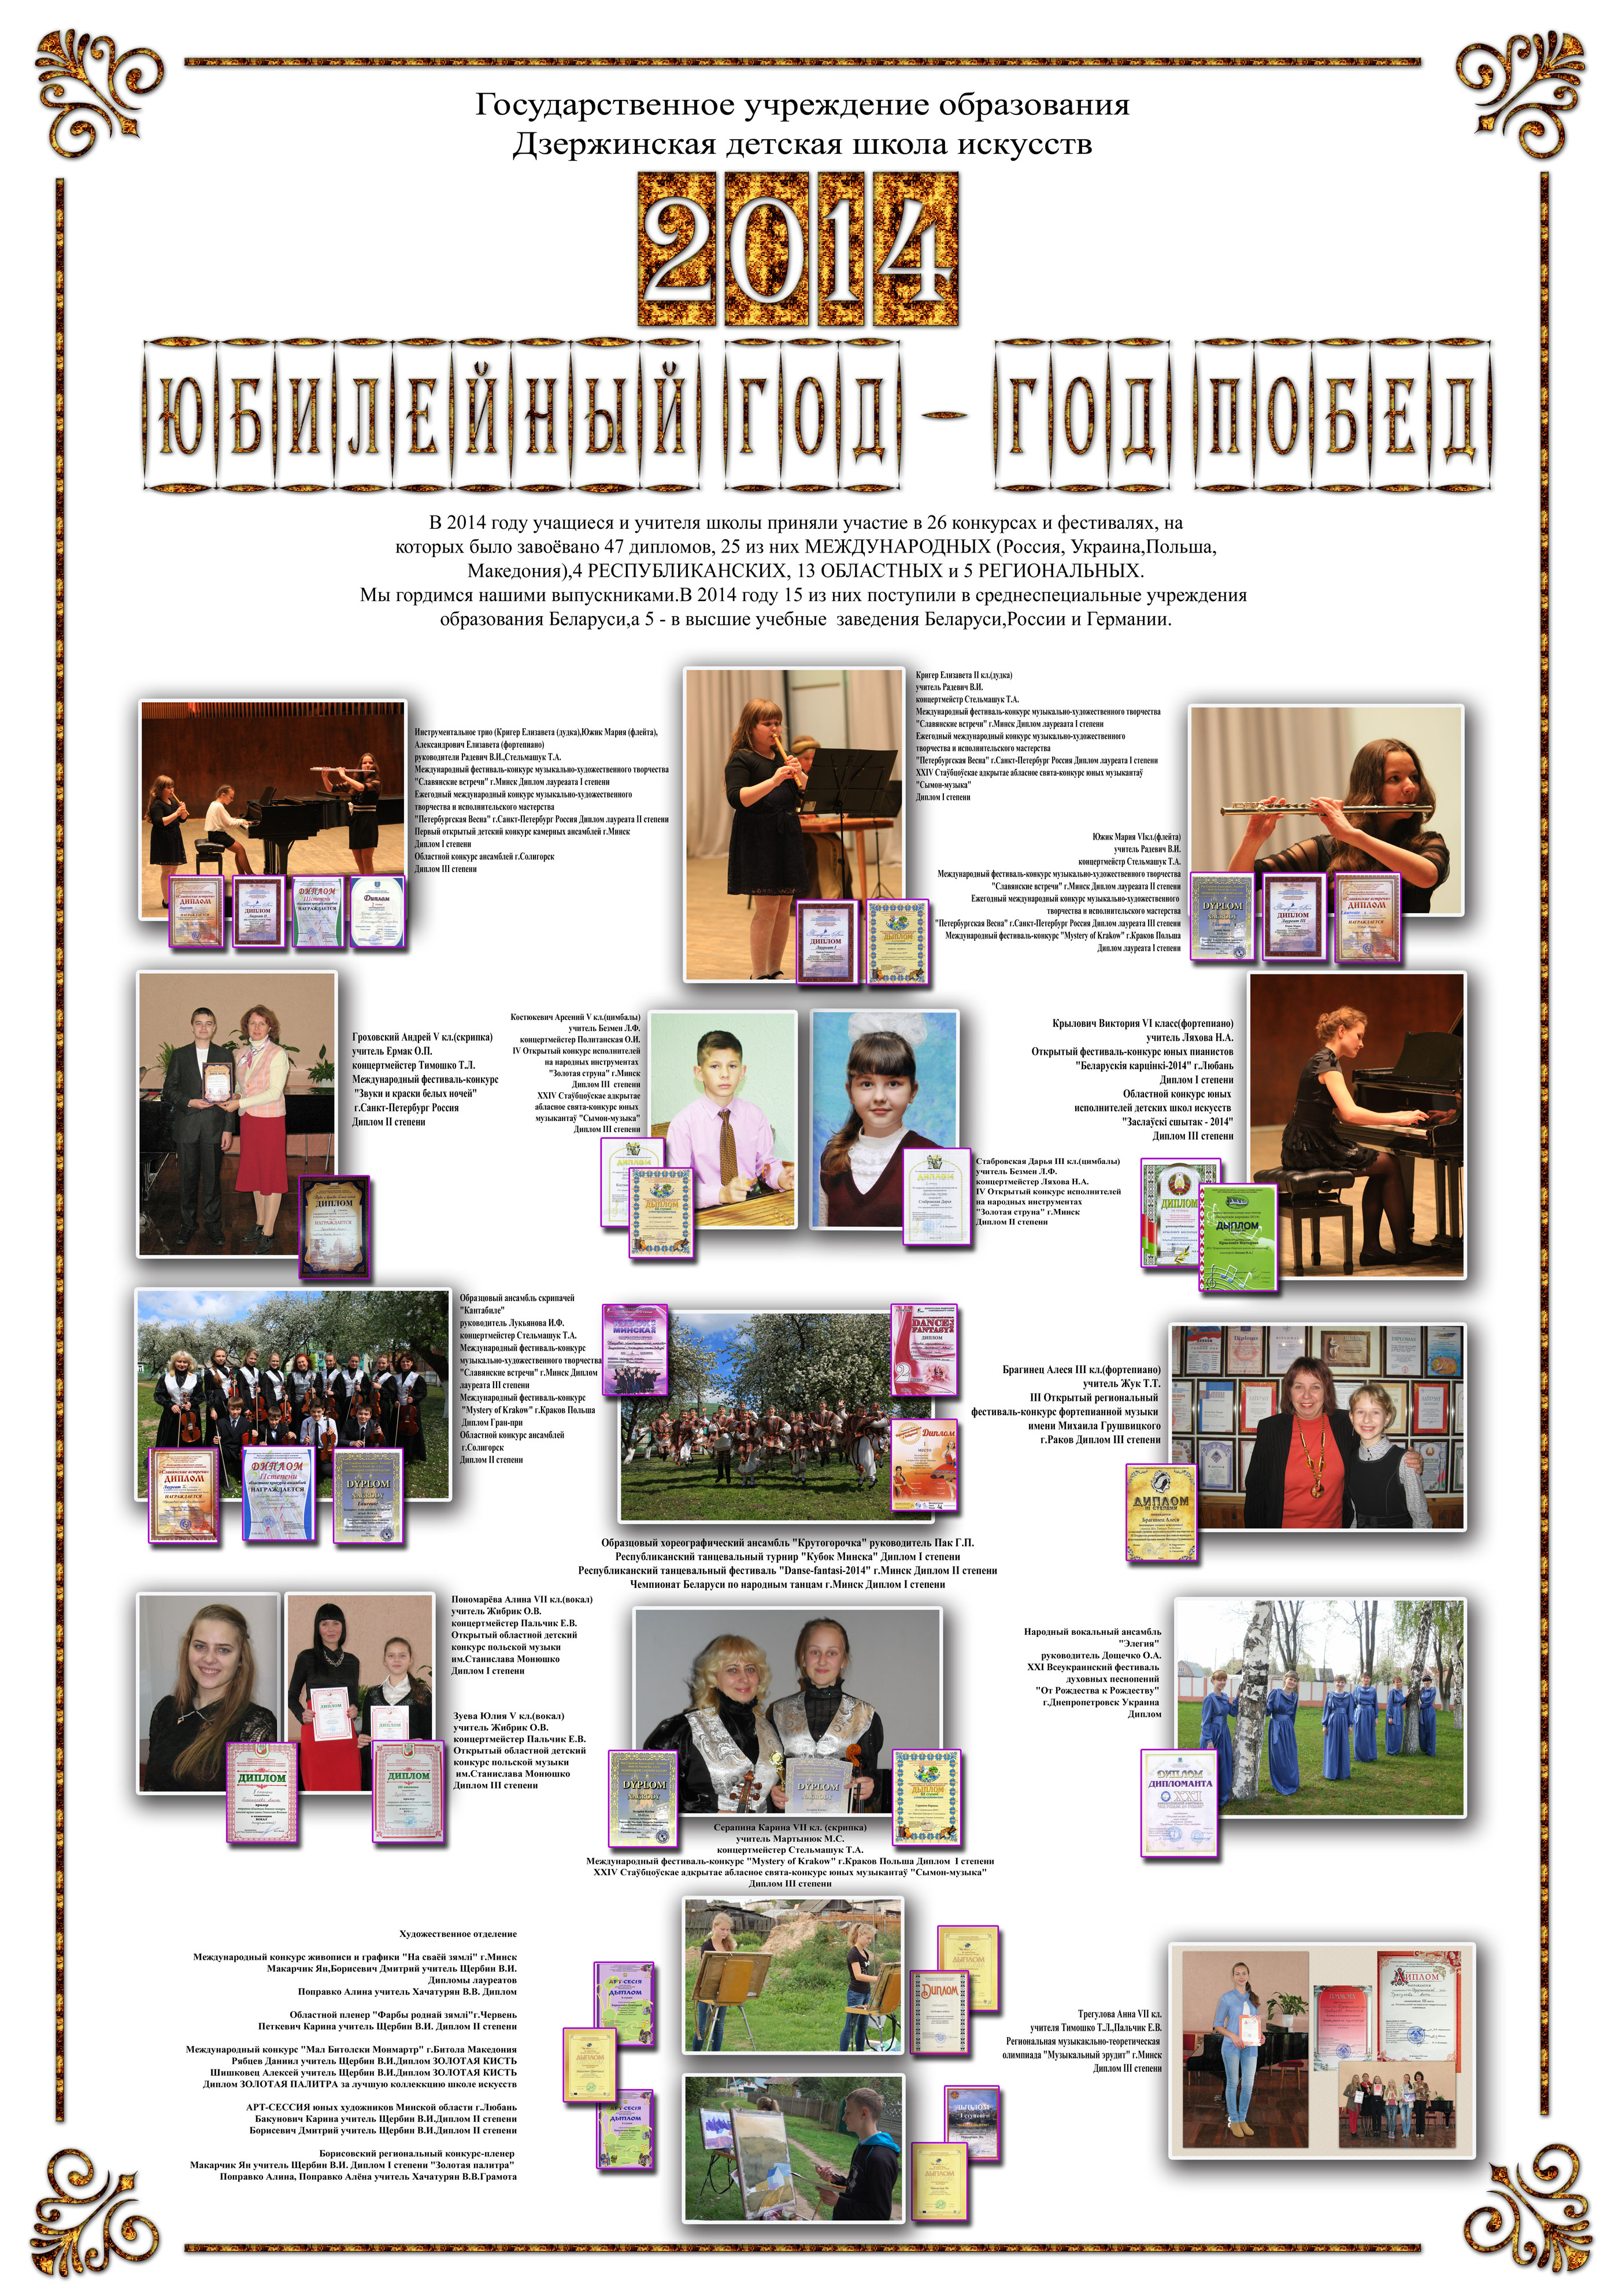 Государственное учреждение образования
Дзержинская детская школа искусств
2014
ЮБИЛЕЙНЫЙ ГОД – ГОД ПОБЕД
В 2014 году учащиеся и учителя школы приняли участие в 26 конкурсах и фестивалях, на
которых было завоёвано 47 дипломов, 25 из них МЕЖДУНАРОДНЫХ (Россия, Украина,Польша,
Македония),4 РЕСПУБЛИКАНСКИХ, 13 ОБЛАСТНЫХ и 5 РЕГИОНАЛЬНЫХ.
Мы гордимся нашими выпускниками.В 2014 году 15 из них поступили в среднеспециальные учреждения
образования Беларуси,а 5 - в высшие учебные заведения Беларуси,России и Германии.
Инструментальное трио (Кригер Елизавета (дудка),Южик Мария (флейта),
Александрович Елизавета (фортепиано)
руководители Радевич В.И.,Стельмашук Т.А.
Международный фестиваль-конкурс музыкально-художественного творчества
"Славянские встречи" г.Минск Диплом лауреаата I степени
Ежегодный международный конкурс музыкально-художественного
творчества и исполнительского мастерства
"Петербургская Весна" г.Санкт-Петербург Россия Диплом лауреата II степени
Первый открытый детский конкурс камерных ансамблей г.Минск
Диплом I степени
Областной конкурс ансамблей г.Солигорск
Диплом III степени
Кригер Елизавета II кл.(дудка)
учитель Радевич В.И.
концертмейстр Стельмашук Т.А.
Международный фестиваль-конкурс музыкально-художественного творчества
"Славянские встречи" г.Минск Диплом лауреаата I степени
Ежегодный международный конкурс музыкально-художественного
творчества и исполнительского мастерства
"Петербургская Весна" г.Санкт-Петербург Россия Диплом лауреата I степени
XXIV Стаўбцоўскае адкрытае абласное свята-конкурс юных музыкантаў
"Сымон-музыка"
Диплом I степени
Южик Мария VIкл.(флейта)
учитель Радевич В.И.
концертмейстр Стельмашук Т.А.
Международный фестиваль-конкурс музыкально-художественного творчества
"Славянские встречи" г.Минск Диплом лауреаата II степени
Ежегодный международный конкурс музыкально-художественного
творчества и исполнительского мастерства
"Петербургская Весна" г.Санкт-Петербург Россия Диплом лауреата III степени
Международный фестиваль-конкурс "Mystery of Krakow" г.Краков Польша
Диплом лауреата I степени
Гроховский Андрей V кл.(скрипка)
учитель Ермак О.П.
концертмейстер Тимошко Т.Л.
Международный фестиваль-конкурс
"Звуки и краски белых ночей"
г.Санкт-Петербург Россия
Диплом II степени
Костюкевич Арсений V кл.(цимбалы)
учитель Безмен Л.Ф.
концертмейстер Политанская О.И.
IV Открытый конкурс исполнителей
на народных инструментах
"Золотая струна" г.Минск
Диплом III степени
XXIV Стаўбцоўскае адкрытае
абласное свята-конкурс юных
музыкантаў "Сымон-музыка"
Диплом III степени
Стабровская Дарья III кл.(цимбалы)
учитель Безмен Л.Ф.
концертмейстер Ляхова Н.А.
IV Открытый конкурс исполнителей
на народных инструментах
"Золотая струна" г.Минск
Диплом II степени
Крылович Виктория VI класс(фортепиано)
учитель Ляхова Н.А.
Открытый фестиваль-конкурс юных пианистов
"Беларускія карцінкі-2014" г.Любань
Диплом I степени
Областной конкурс юных
исполнителей детских школ искусств
"Заслаўскі сшытак - 2014"
Диплом III степени
Образцовый ансамбль скрипачей
"Кантабиле"
руководитель Лукьянова И.Ф.
концертмейстер Стельмашук Т.А.
Международный фестиваль-конкурс
музыкально-художественного творчества
"Славянские встречи" г.Минск Диплом
лауреата III степени
Международный фестиваль-конкурс
"Mystery of Krakow" г.Краков Польша
Диплом Гран-при
Областной конкурс ансамблей
г.Солигорск
Диплом II степени
Образцовый хореографический ансамбль "Крутогорочка" руководитель Пак Г.П.
Республиканский танцевальный турнир "Кубок Минска" Диплом I степени
Республиканский танцевальный фестиваль "Danse-fantasi-2014" г.Минск Диплом II степени
Чемпионат Беларуси по народным танцам г.Минск Диплом I степени
Брагинец Алеся III кл.(фортепиано)
учитель Жук Т.Т.
III Открытый региональный
фестиваль-конкурс фортепианной музыки
имени Михаила Грушвицкого
г.Раков Диплом III степени
Пономарёва Алина VII кл.(вокал)
учитель Жибрик О.В.
концертмейстер Пальчик Е.В.
Открытый областной детский
конкурс польской музыки
им.Станислава Монюшко
Диплом I степени
Зуева Юлия V кл.(вокал)
учитель Жибрик О.В.
концертмейстер Пальчик Е.В.
Открытый областной детский
конкурс польской музыки
им.Станислава Монюшко
Диплом III степени
Серапина Карина VII кл. (скрипка)
учитель Мартынюк М.С.
концертмейстер Стельмашук Т.А.
Международный фестиваль-конкурс "Mystery of Krakow" г.Краков Польша Диплом I степени
XXIV Стаўбцоўскае адкрытае абласное свята-конкурс юных музыкантаў "Сымон-музыка"
Диплом III степени
Народный вокальный ансамбль
"Элегия"
руководитель Дощечко О.А.
XXI Всеукраинский фестиваль
духовных песнопений
"От Рождества к Рождеству"
г.Днепропетровск Украина
Диплом
Художественное отделение
Международный конкурс живописи и графики "На сваёй зямлі" г.Минск
Макарчик Ян,Борисевич Дмитрий учитель Щербин В.И.
Дипломы лауреатов
Поправко Алина учитель Хачатурян В.В. Диплом
Областной пленер "Фарбы роднай зямлі"г.Червень
Петкевич Карина учитель Щербин В.И. Диплом II степени
Международный конкурс "Мал Битолски Монмартр" г.Битола Македония
Рябцев Даниил учитель Щербин В.И.Диплом ЗОЛОТАЯ КИСТЬ
Шишковец Алексей учитель Щербин В.И.Диплом ЗОЛОТАЯ КИСТЬ
Диплом ЗОЛОТАЯ ПАЛИТРА за лучшую коллеккцию школе искусств
АРТ-СЕССИЯ юных художников Минской области г.Любань
Бакунович Карина учитель Щербин В.И.Диплом II степени
Борисевич Дмитрий учитель Щербин В.И.Диплом II степени
Борисовский региональный конкурс-пленер
Макарчик Ян учитель Щербин В.И. Диплом I степени "Золотая палитра"
Поправко Алина, Поправко Алёна учитель Хачатурян В.В.Грамота
Трегулова Анна VII кл.
учителя Тимошко Т.Л.,Пальчик Е.В.
Региональная музыкакльно-теоретическая
олимпиада "Музыкальный эрудит" г.Минск
Диплом III степени